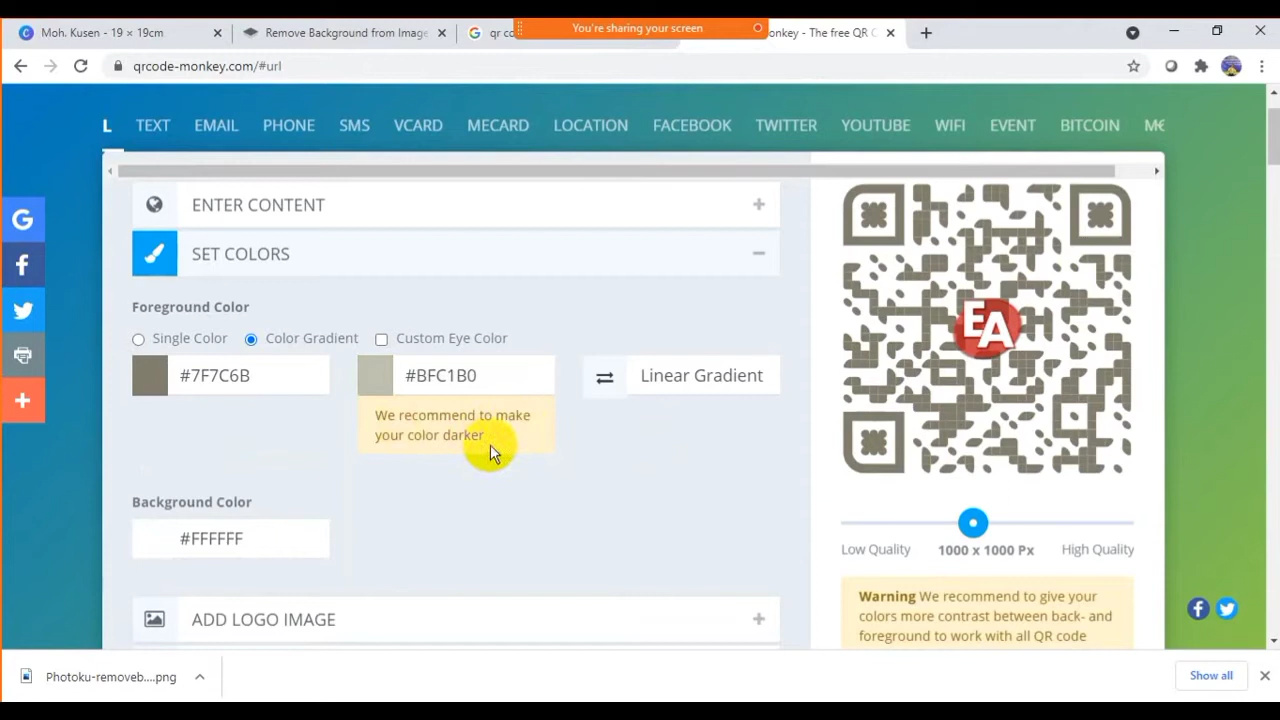 You're sharing your screen
Moh. Kusen - 19 × 19cm
Remove Background from Image
qr co
onkey - The free QR C
qrcode-monkey.com/#url
L TEXT EMAIL PHONE SMS VCARD MECARD LOCATION FACEBOOK TWITTER YOUTUBE WIFI EVENT BITCOIN M€
ENTER CONTENT
SET COLORS
Foreground Color
Single Color Color Gradient Custom Eye Color
#7F7C6B #BFC1B0 Linear Gradient
We recommend to make
your color darker
Background Color
#FFFFFF
ADD LOGO IMAGE
EA
Low Quality 1000 x 1000 Px High Quality
Warning We recommend to give your
colors more contrast between back- and
foreground to work with all QR code
Photoku-removeb....png
Show all